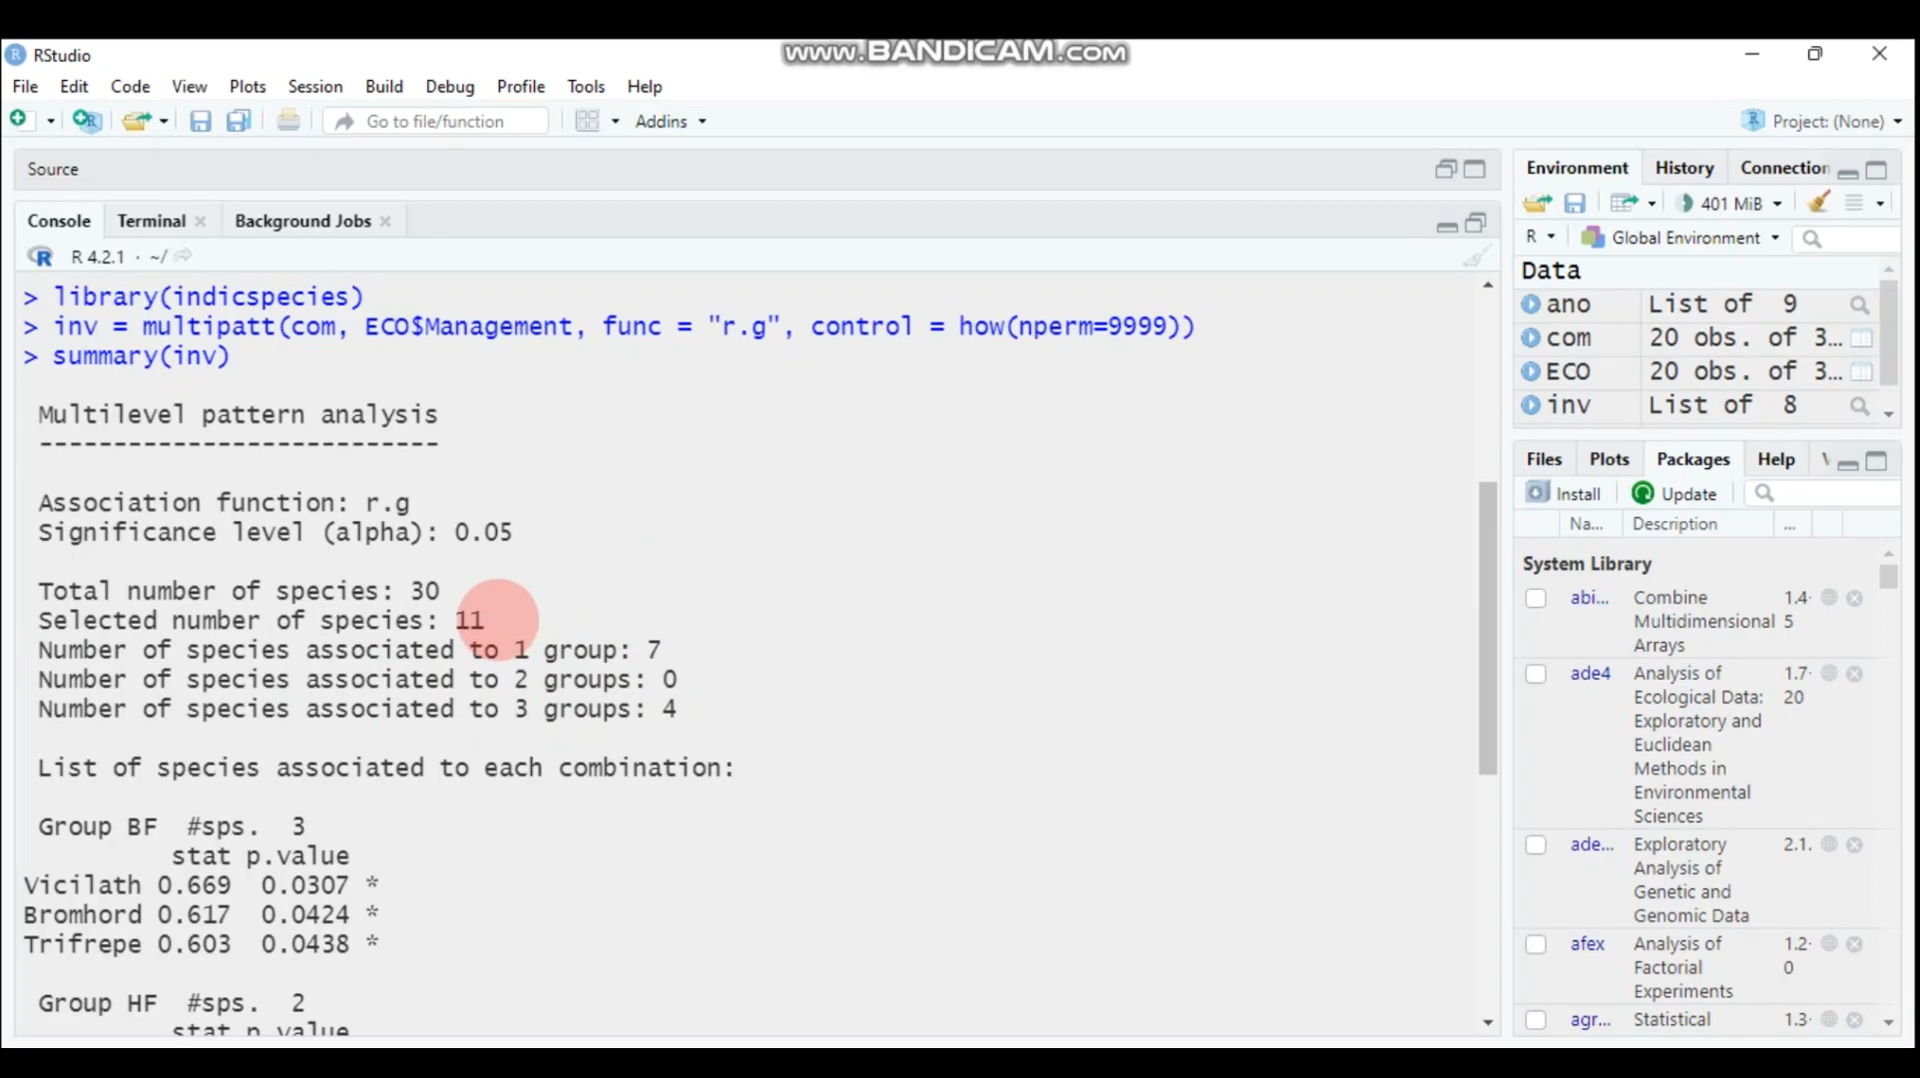 www.BANDICAM.com
RStudio
File Edit Code View Plots Session Build Debug Profile Tools Help
Go to file/function Addins Project: (None)
Source
Console Terminal Background Jobs
R 4.2.1 · ~/
> library(indicspecies)
> inv = multipatt(com, ECO$Management, func = "r.g", control = how(nperm=9999))
> summary(inv)
Multilevel pattern analysis
---------------------------
Association function: r.g
Significance level (alpha): 0.05
Total number of species: 30
Selected number of species: 11
Number of species associated to 1 group: 7
Number of species associated to 2 groups: 0
Number of species associated to 3 groups: 4
List of species associated to each combination:
Group BF #sps. 3
stat p.value
Vicilath 0.669 0.0307 *
Bromhord 0.617 0.0424 *
Trifrepe 0.603 0.0438 *
Group HF #sps. 2
stat p.value
Environment History Connection
401 MiB
R Global Environment
Data
ano List of 9
com 20 obs. of 3...
ECO 20 obs. of 3...
inv List of 8
Files Plots Packages Help
Install Update
Na... Description ...
System Library
abi... Combine 1.4-
Multidimensional 5
Arrays
ade4 Analysis of 1.7-
Ecological Data: 20
Exploratory and
Euclidean
Methods in
Environmental
Sciences
ade... Exploratory 2.1.
Analysis of
Genetic and
Genomic Data
afex Analysis of 1.2-
Factorial 0
Experiments
agr... Statistical 1.3-